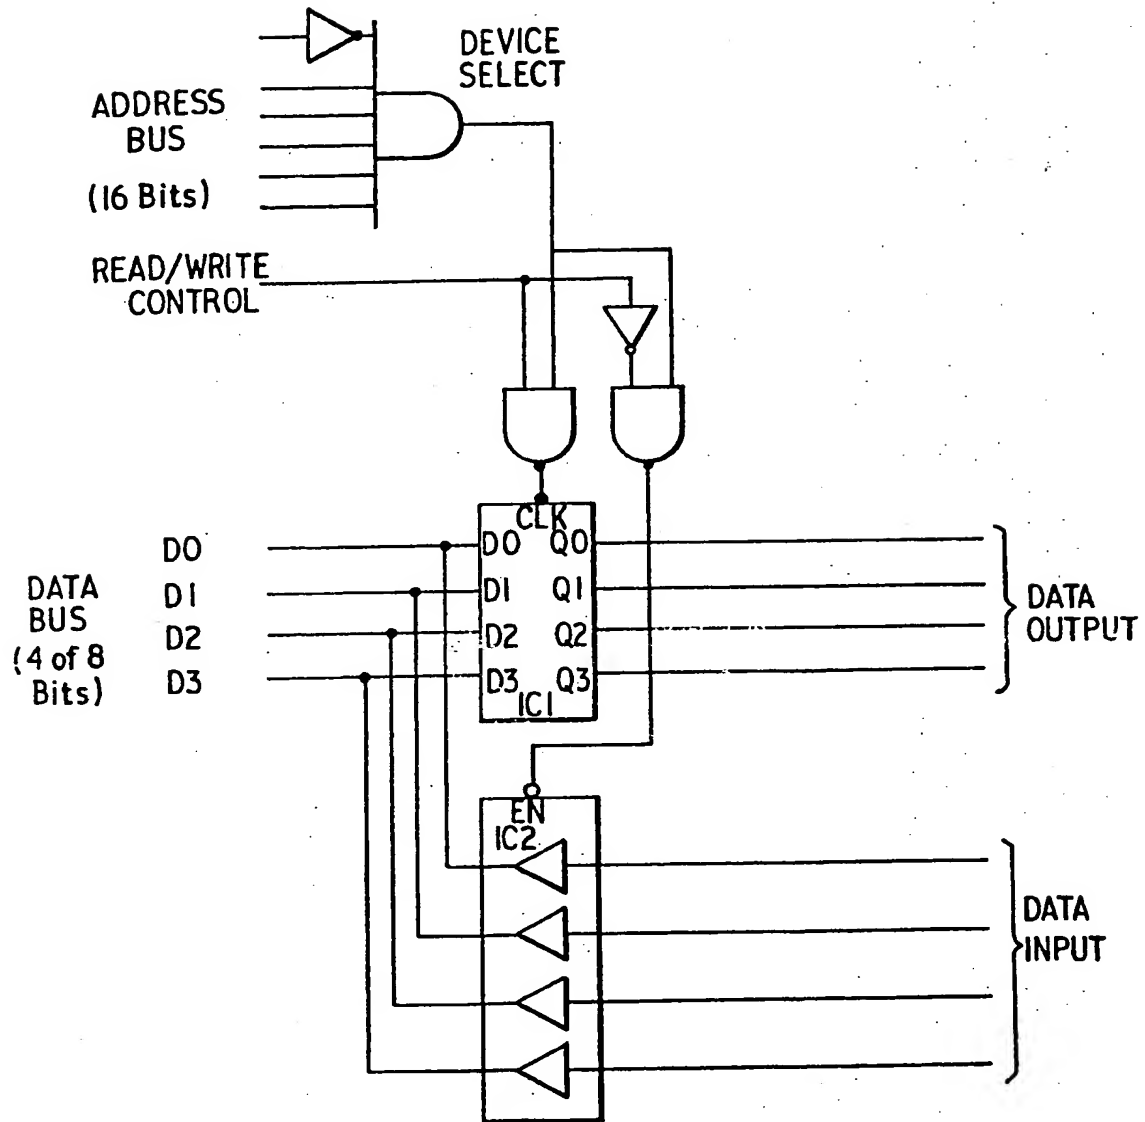 DEVICE
SELECT
ADDRESS
BUS
(16 Bits)
READ/WRITE
CONTROL
CLK
D0 Q0
D1 Q1
D2 Q2
D3 Q3
IC1
D0
D1
D2
D3
DATA
BUS
(4 of 8
Bits)
DATA
OUTPUT
EN
IC2
DATA
INPUT